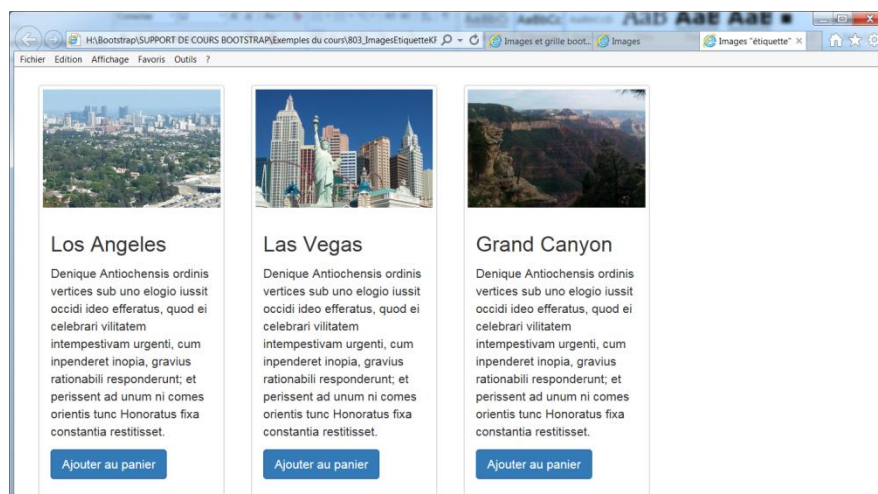 AaBbC AaBbCc AaB AaB AaB
H:\Bootstrap\SUPPORT DE COURS BOOTSTRAP\Exemples du cours\803_ImagesEtiquetteKF
Images et grille boot...
Images
Images "étiquette" ×
Fichier Edition Affichage Favoris Outils ?
Los Angeles
Denique Antiochensis ordinis
vertices sub uno elogio iussit
occidi ideo efferatus, quod ei
celebrari vilitatem
intempestivam urgenti, cum
inpenderet inopia, gravius
rationabili responderunt; et
perissent ad unum ni comes
orientis tunc Honoratus fixa
constantia restitisset.
Ajouter au panier
Las Vegas
Denique Antiochensis ordinis
vertices sub uno elogio iussit
occidi ideo efferatus, quod ei
celebrari vilitatem
intempestivam urgenti, cum
inpenderet inopia, gravius
rationabili responderunt; et
perissent ad unum ni comes
orientis tunc Honoratus fixa
constantia restitisset.
Ajouter au panier
Grand Canyon
Denique Antiochensis ordinis
vertices sub uno elogio iussit
occidi ideo efferatus, quod ei
celebrari vilitatem
intempestivam urgenti, cum
inpenderet inopia, gravius
rationabili responderunt; et
perissent ad unum ni comes
orientis tunc Honoratus fixa
constantia restitisset.
Ajouter au panier